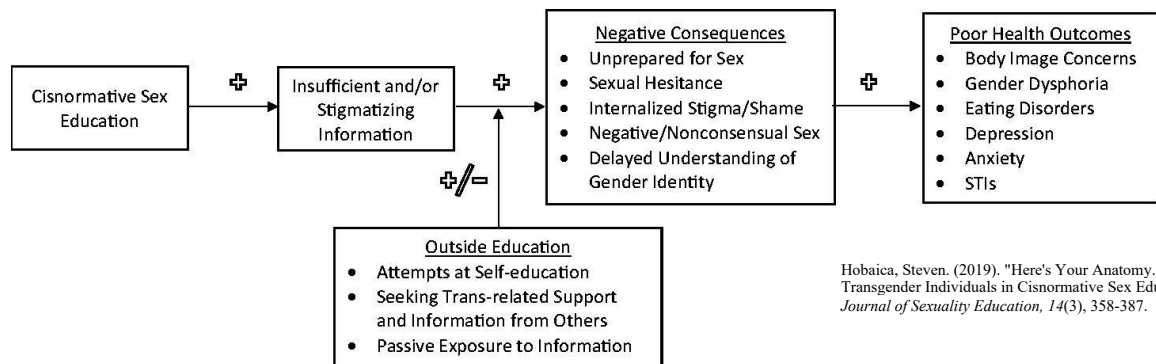 Cisnormative Sex
Education
+
Insufficient and/or
Stigmatizing
Information
+
+/-
Negative Consequences
• Unprepared for Sex
• Sexual Hesitance
• Internalized Stigma/Shame
• Negative/Nonconsensual Sex
• Delayed Understanding of
Gender Identity
+
Poor Health Outcomes
• Body Image Concerns
• Gender Dysphoria
• Eating Disorders
• Depression
• Anxiety
• STIs
Outside Education
• Attempts at Self-education
• Seeking Trans-related Support
and Information from Others
• Passive Exposure to Information
Hobaica, Steven. (2019). "Here's Your Anatomy.
Transgender Individuals in Cisnormative Sex Edu
Journal of Sexuality Education, 14(3), 358-387.